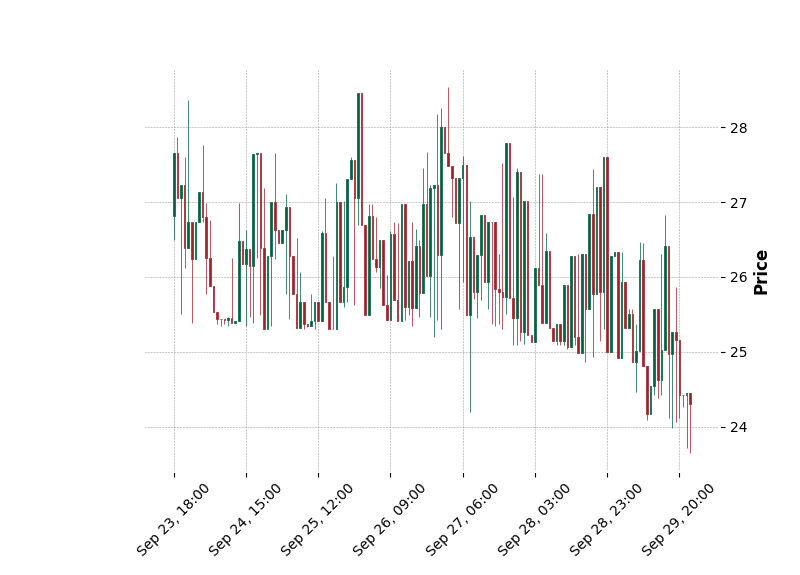 28
27
26
25
24
Price
Sep 23, 18:00
Sep 24, 15:00
Sep 25, 12:00
Sep 26, 09:00
Sep 27, 06:00
Sep 28, 03:00
Sep 28, 23:00
Sep 29, 20:00